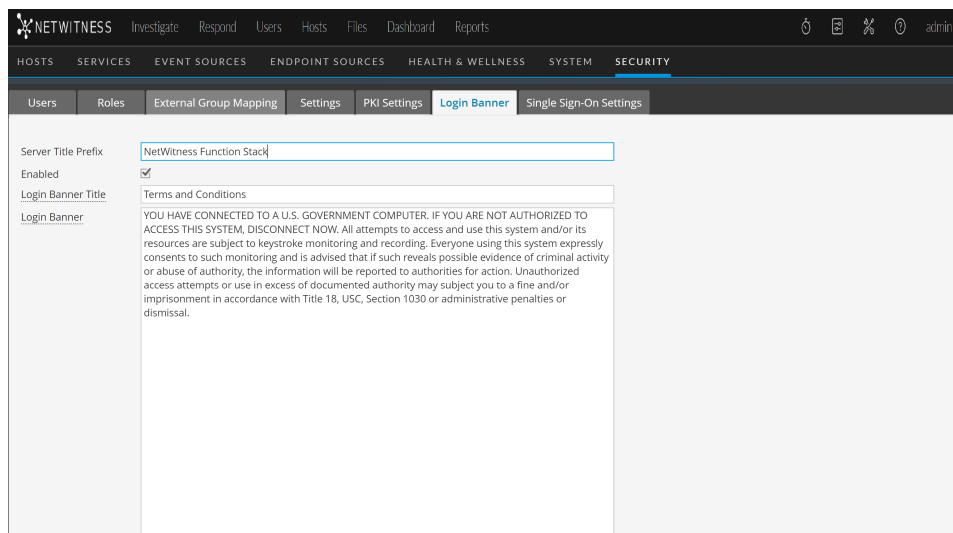 NETWITNESS Investigate Respond Users Hosts Files Dashboard Reports admin
HOSTS SERVICES EVENT SOURCES ENDPOINT SOURCES HEALTH & WELLNESS SYSTEM SECURITY
Users Roles External Group Mapping Settings PKI Settings Login Banner Single Sign-On Settings
Server Title Prefix NetWitness Function Stack
Enabled
Login Banner Title Terms and Conditions
Login Banner YOU HAVE CONNECTED TO A U.S. GOVERNMENT COMPUTER. IF YOU ARE NOT AUTHORIZED TO
ACCESS THIS SYSTEM, DISCONNECT NOW. All attempts to access and use this system and/or its
resources are subject to keystroke monitoring and recording. Everyone using this system expressly
consents to such monitoring and is advised that if such reveals possible evidence of criminal activity
or abuse of authority, the information will be reported to authorities for action. Unauthorized
access attempts or use in excess of documented authority may subject you to a fine and/or
imprisonment in accordance with Title 18, USC, Section 1030 or administrative penalties or
dismissal.